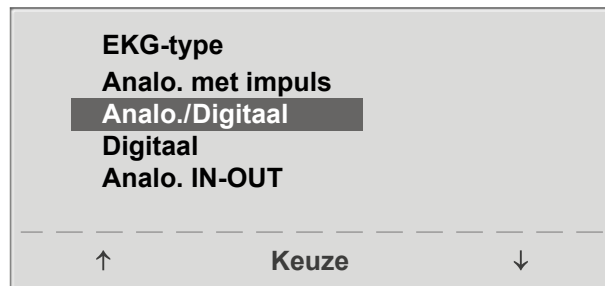 EKG-type
Analo. met impuls
Analo./Digitaal
Digitaal
Analo. IN-OUT
↑ Keuze ↓